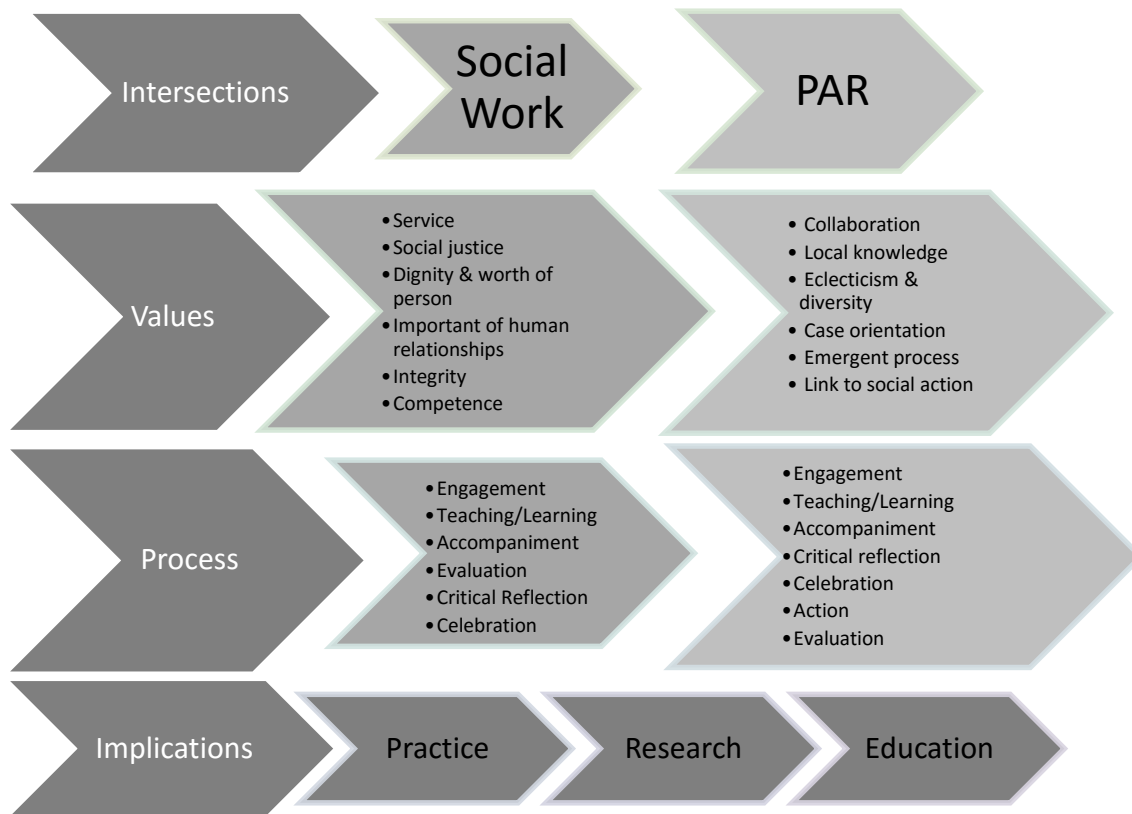 Intersections
Social
Work
PAR
Values
•Service
•Social justice
•Dignity & worth of
person
•Important of human
relationships
•Integrity
•Competence
• Collaboration
• Local knowledge
• Eclecticism &
diversity
• Case orientation
• Emergent process
• Link to social action
Process
•Engagement
•Teaching/Learning
•Accompaniment
•Evaluation
•Critical Reflection
•Celebration
•Engagement
•Teaching/Learning
•Accompaniment
•Critical reflection
•Celebration
•Action
•Evaluation
Implications
Practice
Research
Education